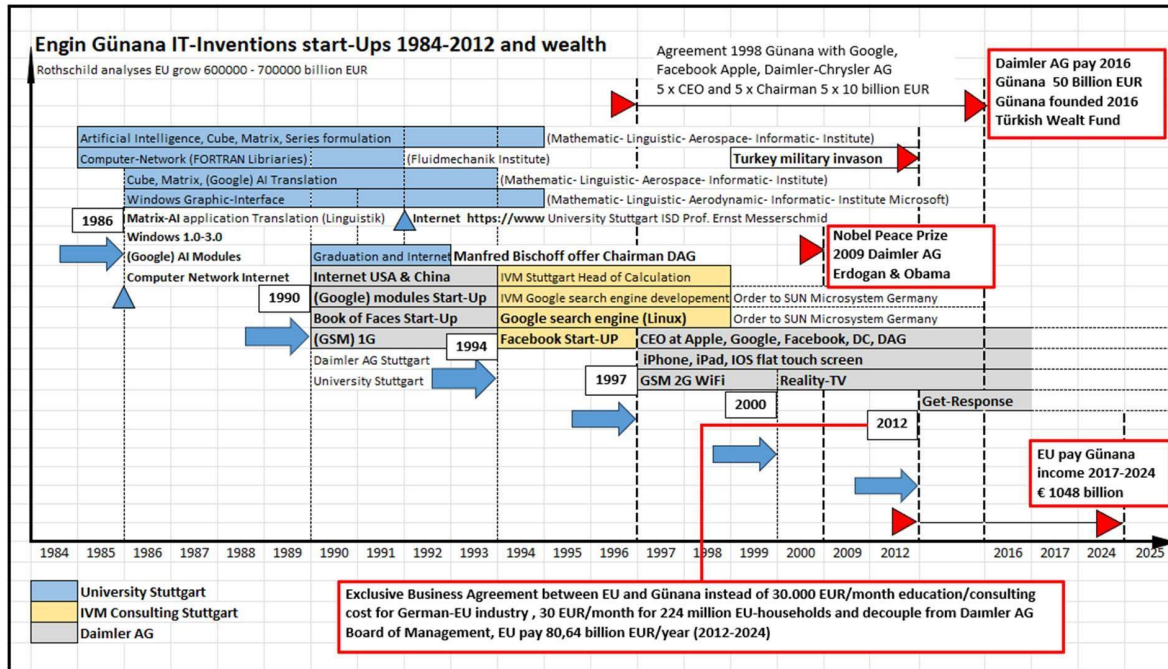 Engin Günana IT-Inventions start-Ups 1984-2012 and wealth
Rothschild analyses EU grow 600000 - 700000 billion EUR
Agreement 1998 Günana with Google,
Facebook Apple, Daimler-Chrysler AG
5 x CEO and 5 x Chairman 5 x 10 billion EUR
Daimler AG pay 2016
Günana 50 Billion EUR
Günana founded 2016
Türkish Wealt Fund
Artificial Intelligence, Cube, Matrix, Series formulation
(Mathematic- Linguistic- Aerospace- Informatic- Institute)
Computer-Network (FORTRAN Libriaries)
(Fluidmechanik Institute)
Turkey military invason
Cube, Matrix, (Google) AI Translation
(Mathematic- Linguistic- Aerospace- Informatic- Institute)
Windows Graphic-Interface
(Mathematic- Linguistic- Aerodynamic- Informatic- Institute Microsoft)
1986
Matrix-AI application Translation (Linguistik)
Internet https://www University Stuttgart ISD Prof. Ernst Messerschmid
Windows 1.0-3.0
(Google) AI Modules
Computer Network Internet
Graduation and Internet
Manfred Bischoff offer Chairman DAG
Nobel Peace Prize
2009 Daimler AG
Erdogan & Obama
Internet USA & China
IVM Stuttgart Head of Calculation
1990
(Google) modules Start-Up
IVM Google search engine developement
Order to SUN Microsystem Germany
Book of Faces Start-Up
Google search engine (Linux)
Order to SUN Microsystem Germany
(GSM) 1G
1994
Facebook Start-UP
CEO at Apple, Google, Facebook, DC, DAG
Daimler AG Stuttgart
iPhone, iPad, IOS flat touch screen
University Stuttgart
1997
GSM 2G WiFi
Reality-TV
2000
Get-Response
2012
EU pay Günana
income 2017-2024
€ 1048 billion
1984 1985 1986 1987 1988 1989 1990 1991 1992 1993 1994 1995 1996 1997 1998 1999 2000 2009 2012 2016 2017 2024 2025
University Stuttgart
IVM Consulting Stuttgart
Daimler AG
Exclusive Business Agreement between EU and Günana instead of 30.000 EUR/month education/consulting
cost for German-EU industry , 30 EUR/month for 224 million EU-households and decouple from Daimler AG
Board of Management, EU pay 80,64 billion EUR/year (2012-2024)